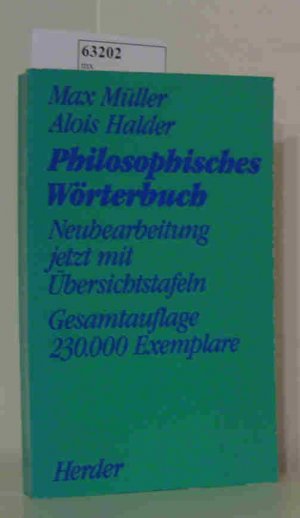 63202
Max Müller
Alois Halder
Philosophisches
Wörterbuch
Neubearbeitung
jetzt mit
Übersichtstafeln
Gesamtauflage
230.000 Exemplare
Herder